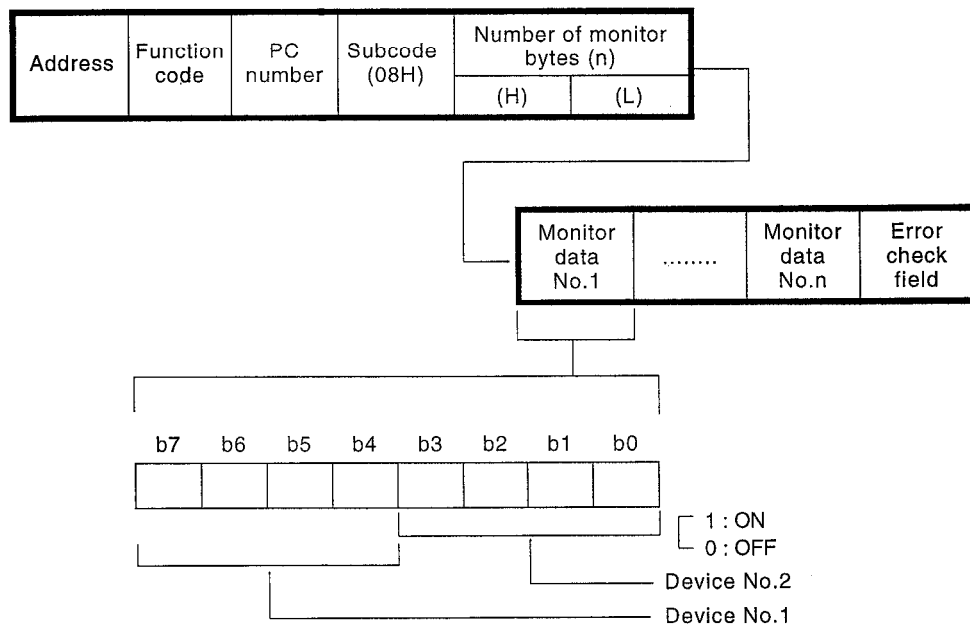 Address
Function
code
PC
number
Subcode
(08H)
Number of monitor
bytes (n)
(H)
(L)
Monitor
data
No.1
........
Monitor
data
No.n
Error
check
field
b7 b6 b5 b4 b3 b2 b1 b0
1 : ON
0 : OFF
Device No.2
Device No.1